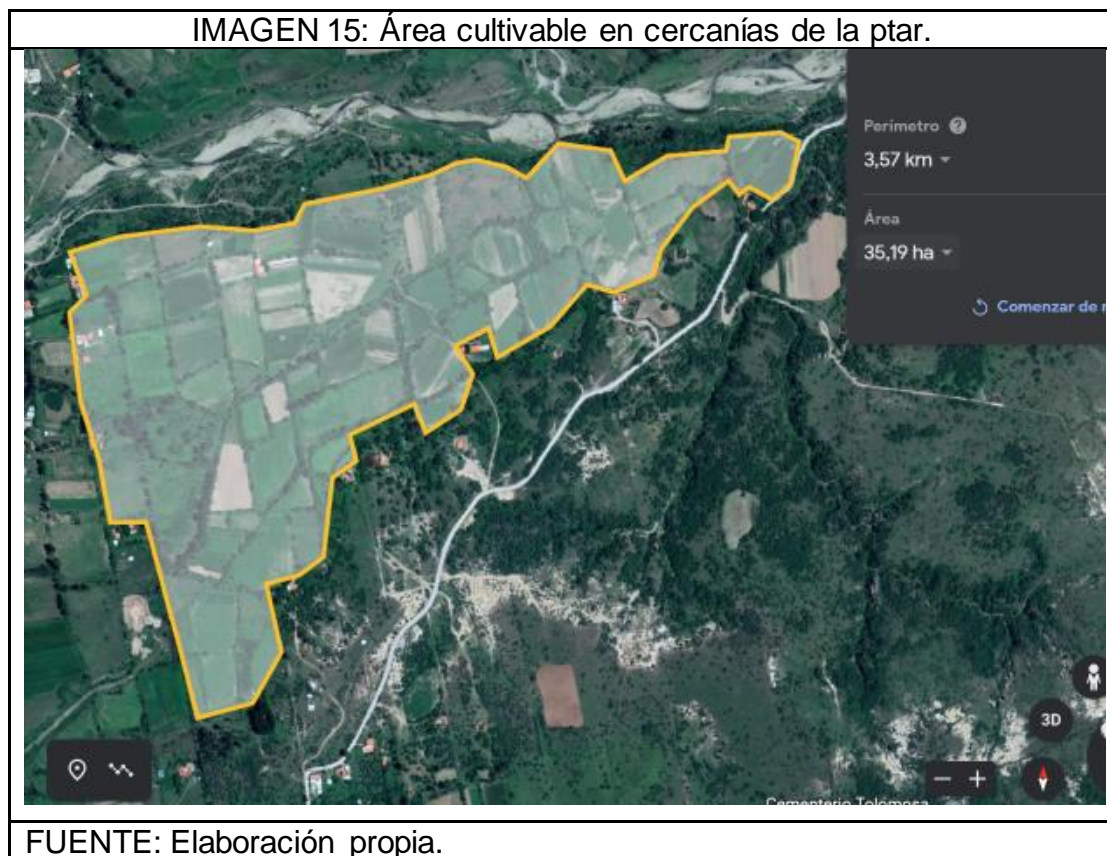 IMAGEN 15: Área cultivable en cercanías de la ptar.
Perímetro ?
3,57 km
Área
35,19 ha
Comenzar de n
3D
Cementerio Tolomosa
FUENTE: Elaboración propia.